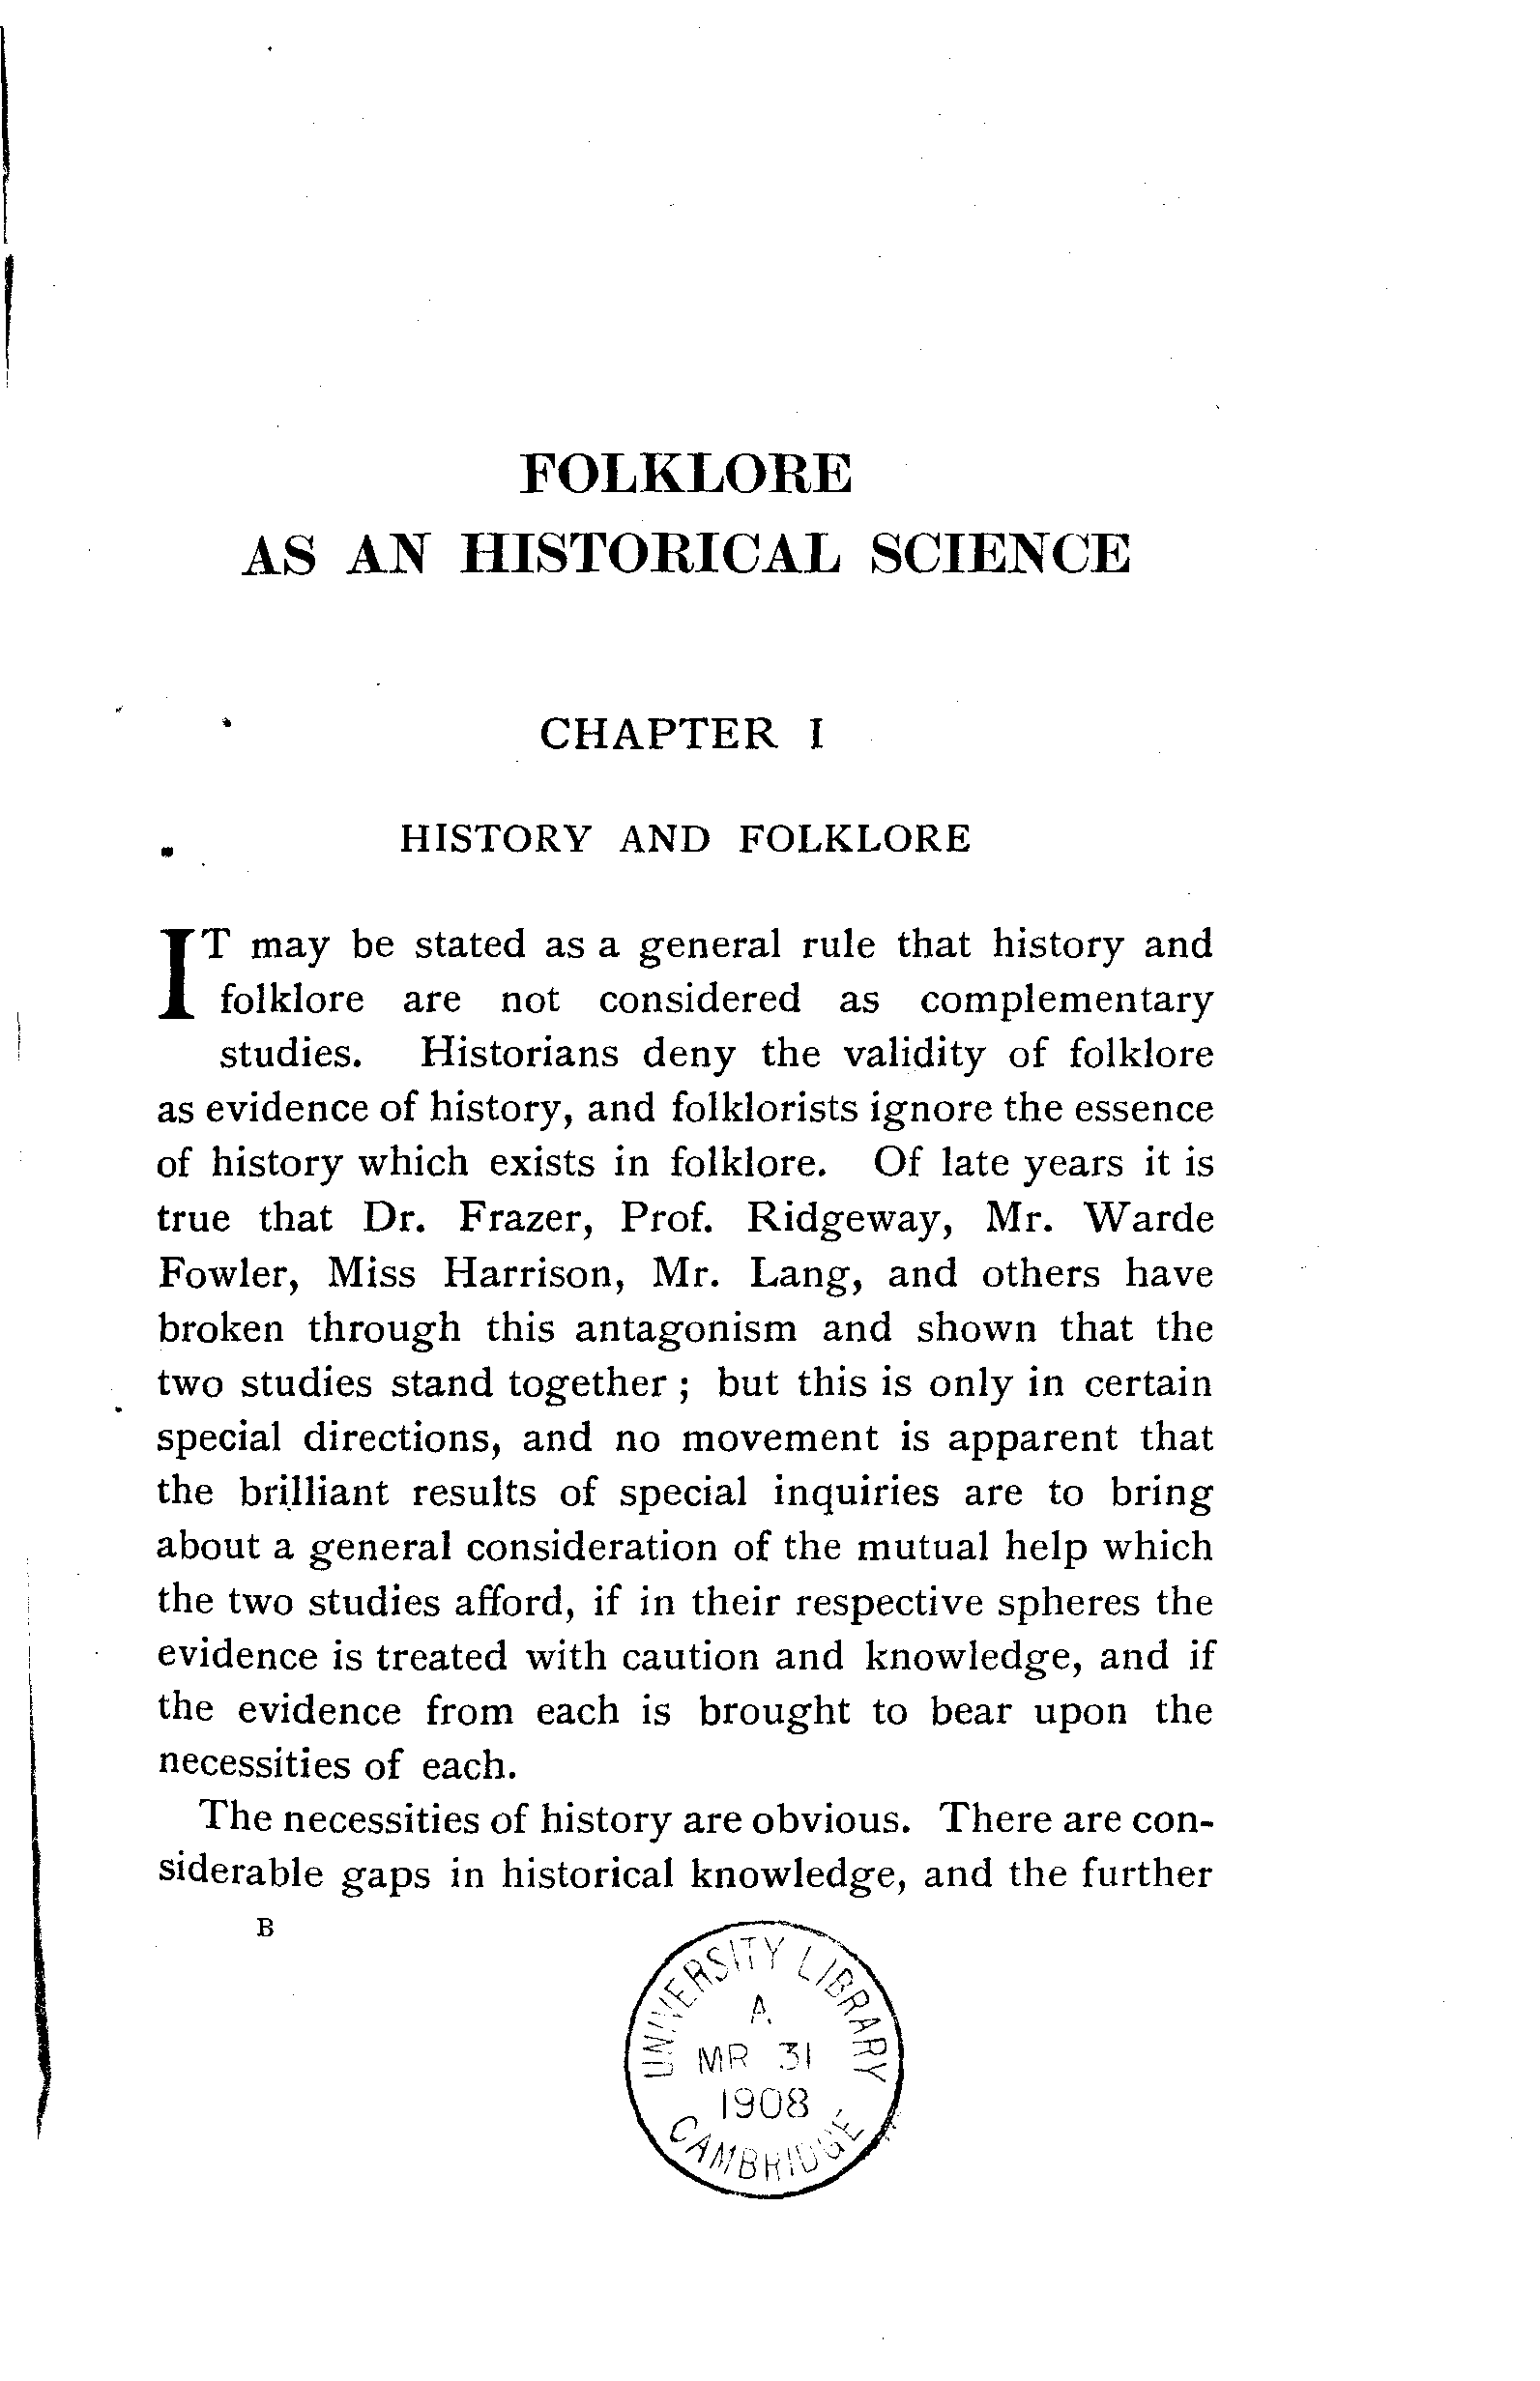 FOLKLORE
AS AN HISTORICAL SCIENCE
CHAPTER I
HISTORY AND FOLKLORE
IT may be stated as a general rule that history and
folklore are not considered as complementary
studies. Historians deny the validity of folklore
as evidence of history, and folklorists ignore the essence
of history which exists in folklore. Of late years it is
true that Dr. Frazer, Prof. Ridgeway, Mr. Warde
Fowler, Miss Harrison, Mr. Lang, and others have
broken through this antagonism and shown that the
two studies stand together ; but this is only in certain
special directions, and no movement is apparent that
the brilliant results of special inquiries are to bring
about a general consideration of the mutual help which
the two studies afford, if in their respective spheres the
evidence is treated with caution and knowledge, and if
the evidence from each is brought to bear upon the
necessities of each.
The necessities of history are obvious. There are con-
siderable gaps in historical knowledge, and the further
B
UNIVERSITY LIBRARY
A
MR 31
1908
CAMBRIDGE